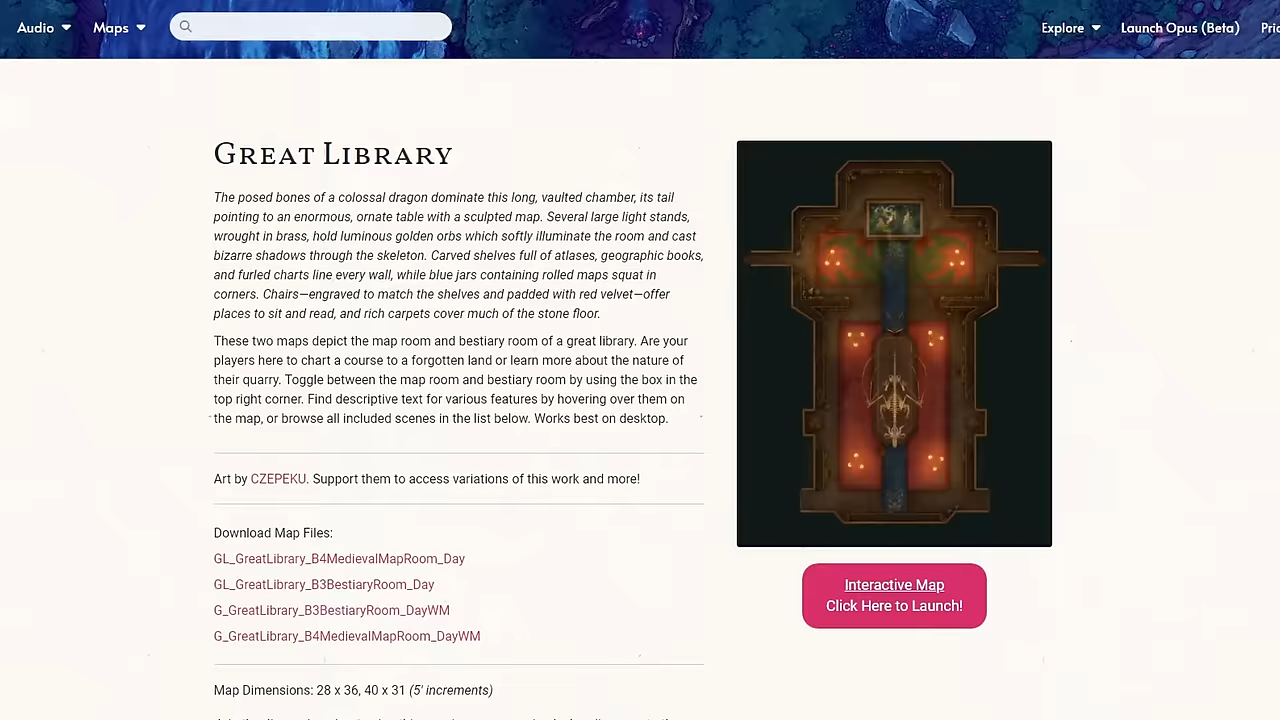 Audio Maps Explore Launch Opus (Beta)
Great Library
The posed bones of a colossal dragon dominate this long, vaulted chamber, its tail
pointing to an enormous, ornate table with a sculpted map. Several large light stands,
wrought in brass, hold luminous golden orbs which softly illuminate the room and cast
bizarre shadows through the skeleton. Carved shelves full of atlases, geographic books,
and furled charts line every wall, while blue jars containing rolled maps squat in
corners. Chairs—engraved to match the shelves and padded with red velvet—offer
places to sit and read, and rich carpets cover much of the stone floor.
These two maps depict the map room and bestiary room of a great library. Are your
players here to chart a course to a forgotten land or learn more about the nature of
their quarry. Toggle between the map room and bestiary room by using the box in the
top right corner. Find descriptive text for various features by hovering over them on
the map, or browse all included scenes in the list below. Works best on desktop.
Art by CZEPEKU. Support them to access variations of this work and more!
Download Map Files:
GL_GreatLibrary_B4MedievalMapRoom_Day
GL_GreatLibrary_B3BestiaryRoom_Day
G_GreatLibrary_B3BestiaryRoom_DayWM
G_GreatLibrary_B4MedievalMapRoom_DayWM
Map Dimensions: 28 x 36, 40 x 31 (5' increments)
Interactive Map
Click Here to Launch!